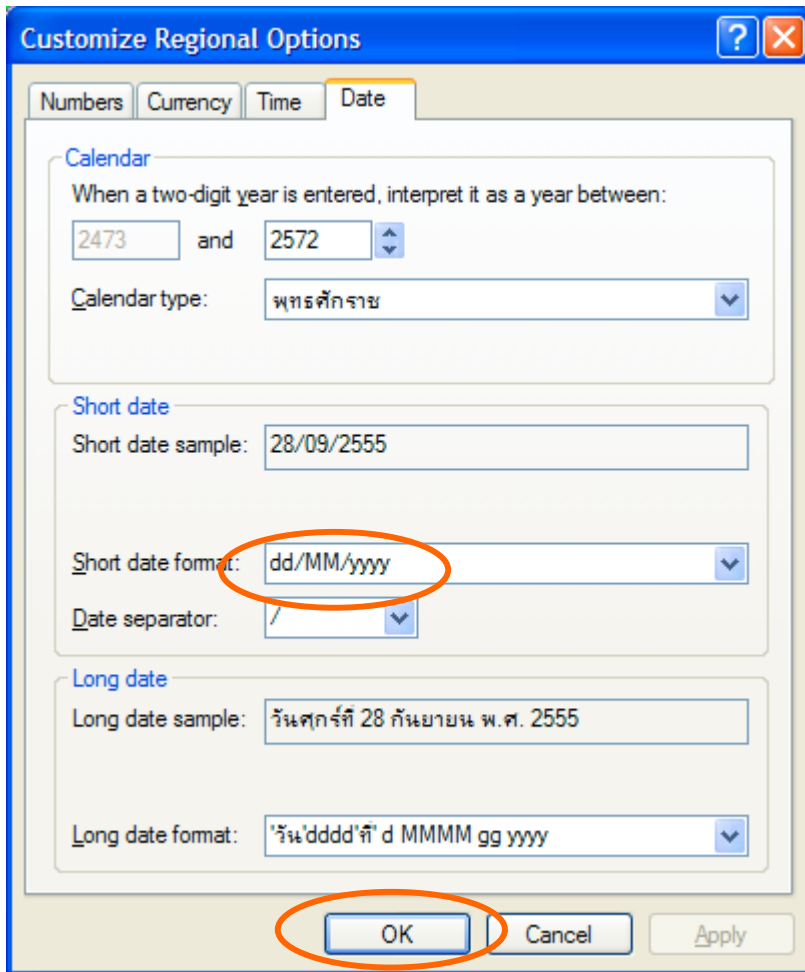 Customize Regional Options
Numbers Currency Time Date
Calendar
When a two-digit year is entered, interpret it as a year between:
2473 and 2572
Calendar type: พุทธศักราช
Short date
Short date sample: 28/09/2555
Short date format: dd/MM/yyyy
Date separator: /
Long date
Long date sample: วันศุกร์ที่ 28 กันยายน พ.ศ. 2555
Long date format: 'วัน'dddd'ที่' d MMMM gg yyyy
OK Cancel Apply